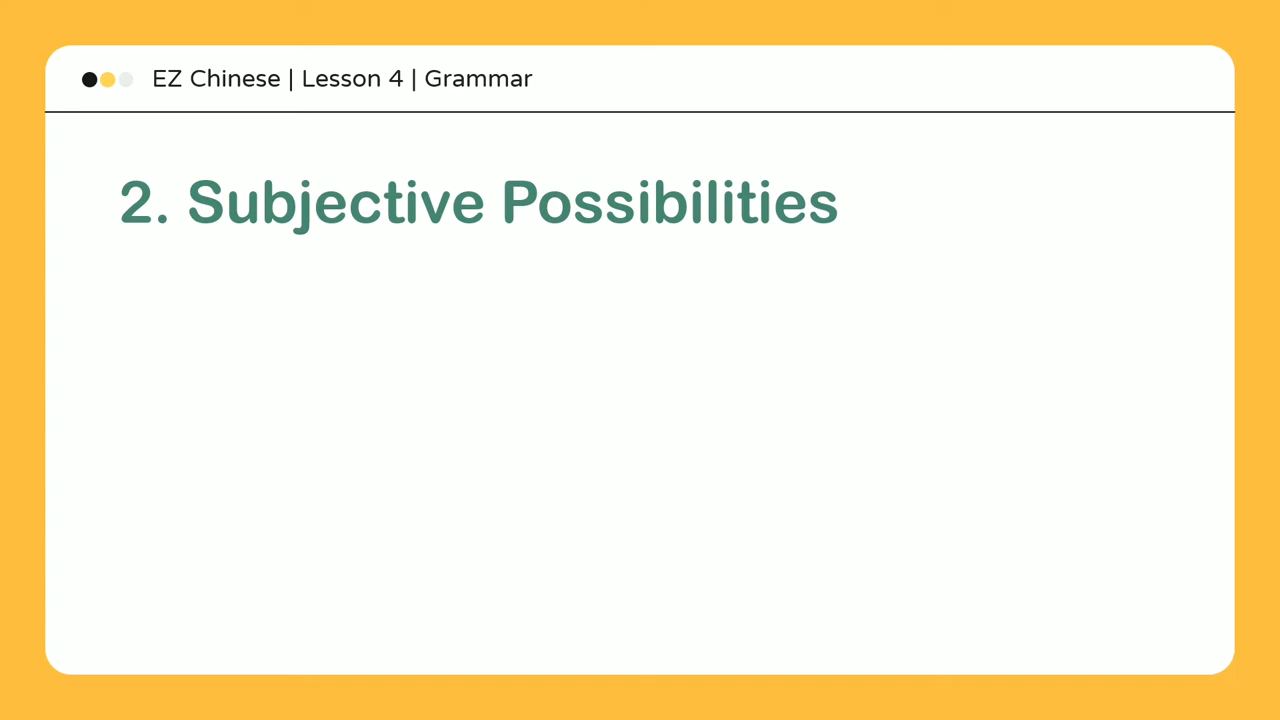 EZ Chinese | Lesson 4 | Grammar
2. Subjective Possibilities